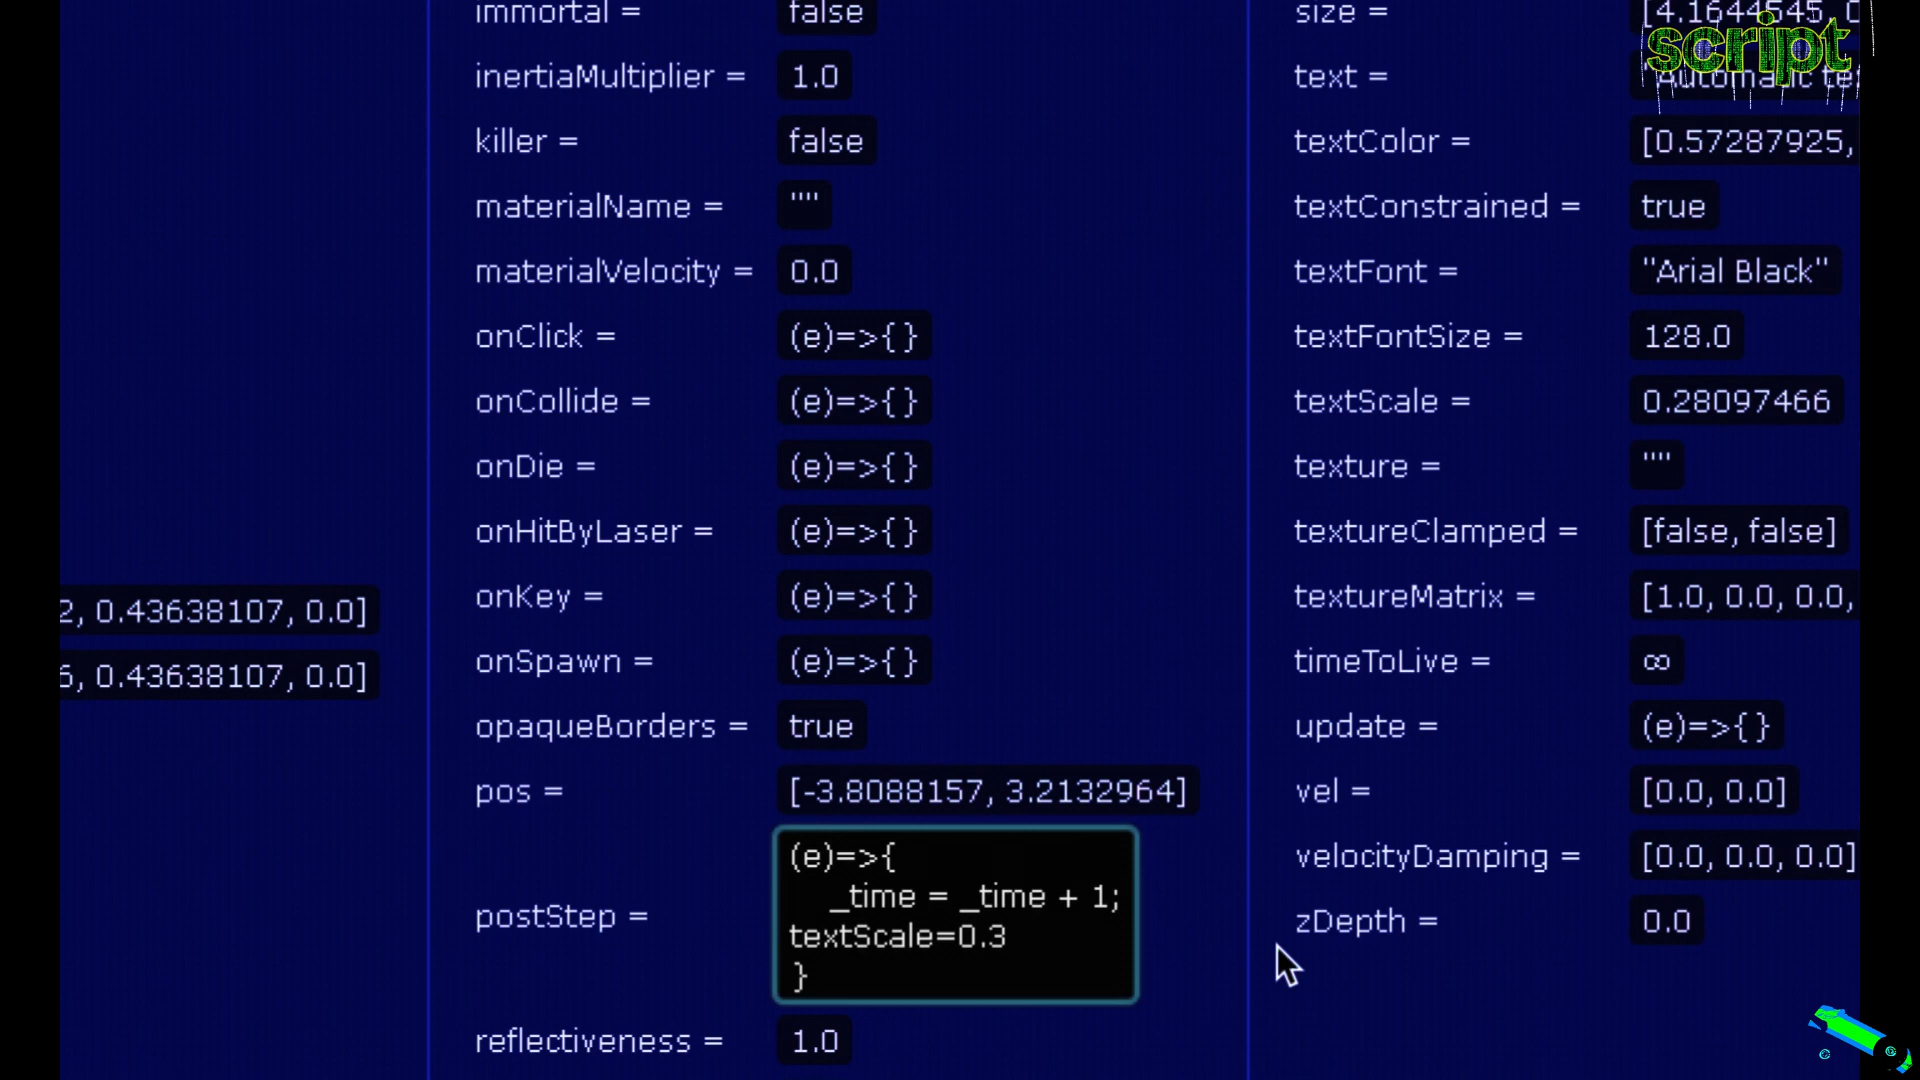 immortal = false
inertiaMultiplier = 1.0
killer = false
materialName = ""
materialVelocity = 0.0
onClick = (e)=>{}
onCollide = (e)=>{}
onDie = (e)=>{}
onHitByLaser = (e)=>{}
onKey = (e)=>{}
onSpawn = (e)=>{}
opaqueBorders = true
pos = [-3.8088157, 3.2132964]
postStep = (e)=>{
_time = _time + 1;
textScale=0.3
}
reflectiveness = 1.0
2, 0.43638107, 0.0]
6, 0.43638107, 0.0]
size = [4.1644545,
text = "Automatic
textColor = [0.57287925,
textConstrained = true
textFont = "Arial Black"
textFontSize = 128.0
textScale = 0.28097466
texture = ""
textureClamped = [false, false]
textureMatrix = [1.0, 0.0, 0.0,
timeToLive = ∞
update = (e)=>{}
vel = [0.0, 0.0]
velocityDamping = [0.0, 0.0, 0.0]
zDepth = 0.0
script